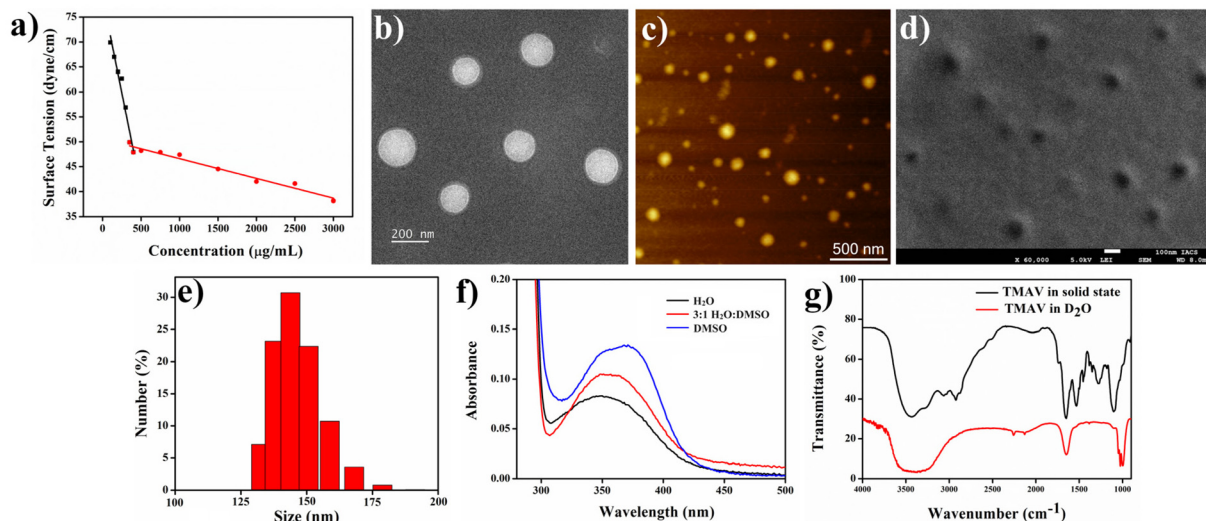 a)
75
70
65
60
55
50
45
40
35
0 500 1000 1500 2000 2500 3000
Surface Tension (dyne/cm)
Concentration (μg/mL)
b)
200 nm
c)
500 nm
d)
100nm IACS
X 60,000 5.0kV LEI SEM WD 8.0m
e)
30
25
20
15
10
5
0
100 125 150 175 200
Number (%)
Size (nm)
f)
H₂O
3:1 H₂O:DMSO
DMSO
0.20
0.15
0.10
0.05
0.00
300 350 400 450 500
Absorbance
Wavelength (nm)
g)
TMAV in solid state
TMAV in D₂O
100
80
60
40
20
0
4000 3000 2000 1000
Transmittance (%)
Wavenumber (cm⁻¹)